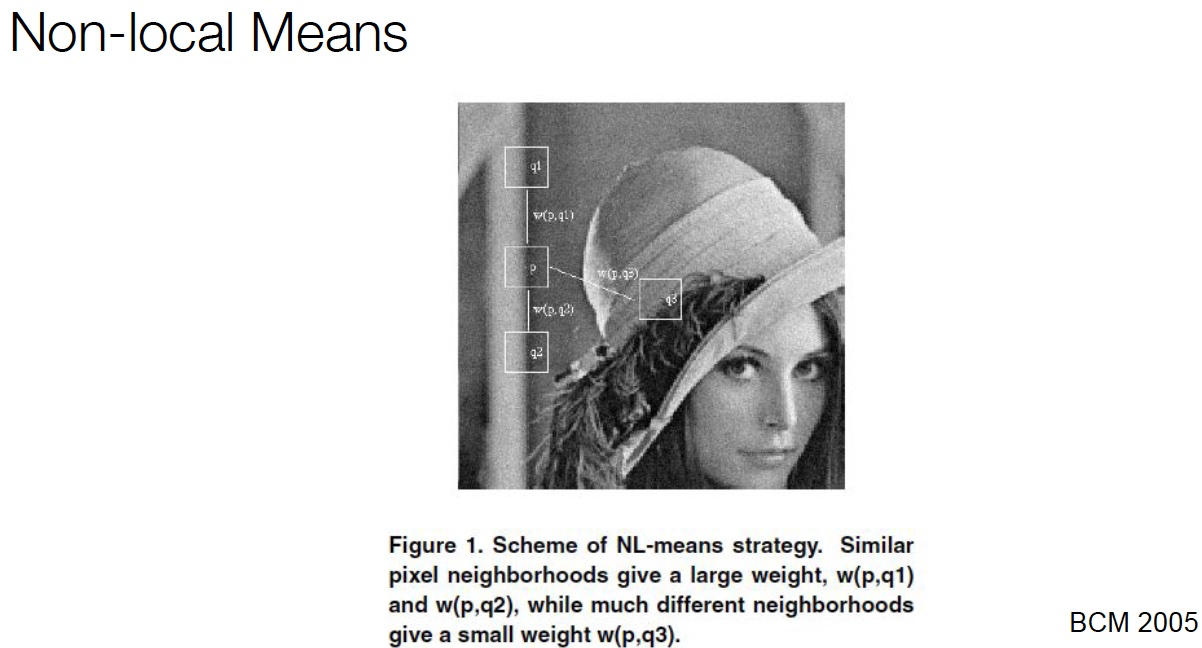 Non-local Means
q1
w(p,q1)
p
w(p,q3)
q3
w(p,q2)
q2
Figure 1. Scheme of NL-means strategy. Similar
pixel neighborhoods give a large weight, w(p,q1)
and w(p,q2), while much different neighborhoods
give a small weight w(p,q3).
BCM 2005